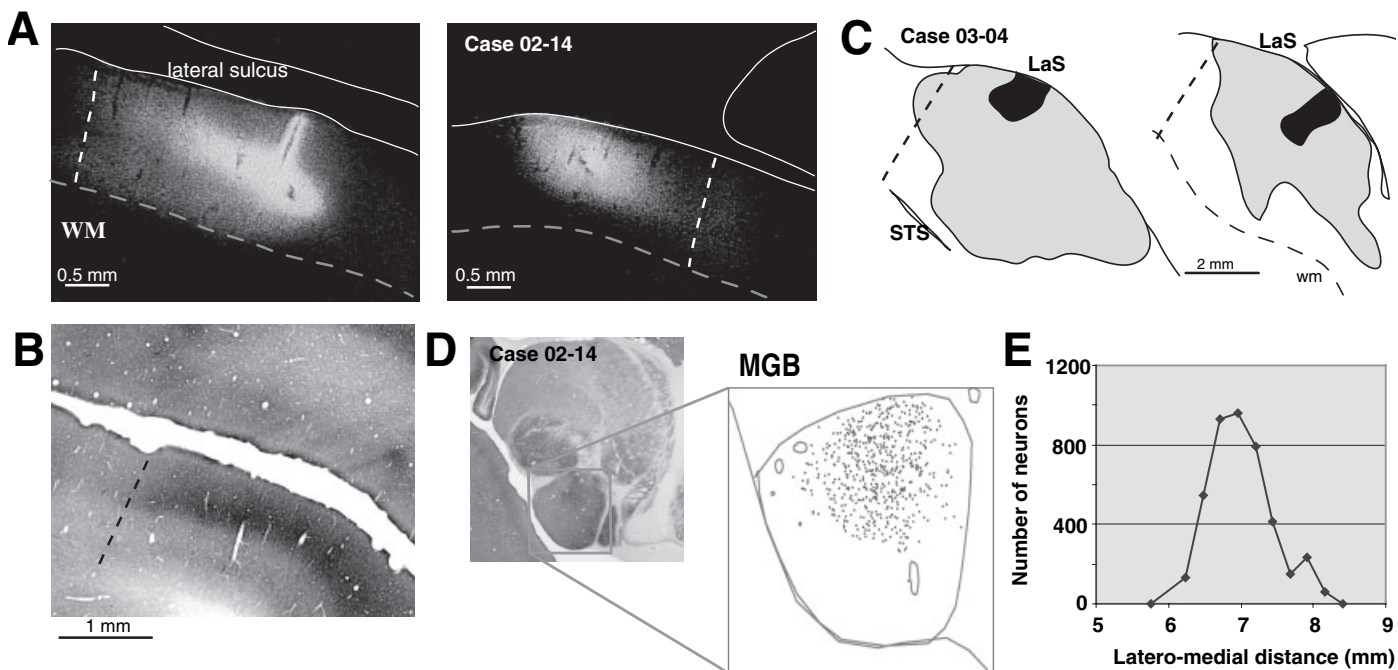 A
lateral sulcus
WM
0.5 mm
Case 02-14
0.5 mm
C
Case 03-04
LaS
STS
LaS
2 mm
wm
B
1 mm
D
Case 02-14
MGB
E
Number of neurons
1200
800
400
0
5 6 7 8 9
Latero-medial distance (mm)